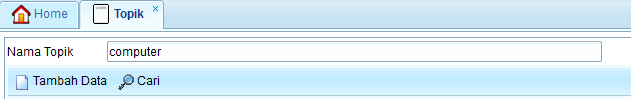 Home Topik
Nama Topik computer
Tambah Data Cari